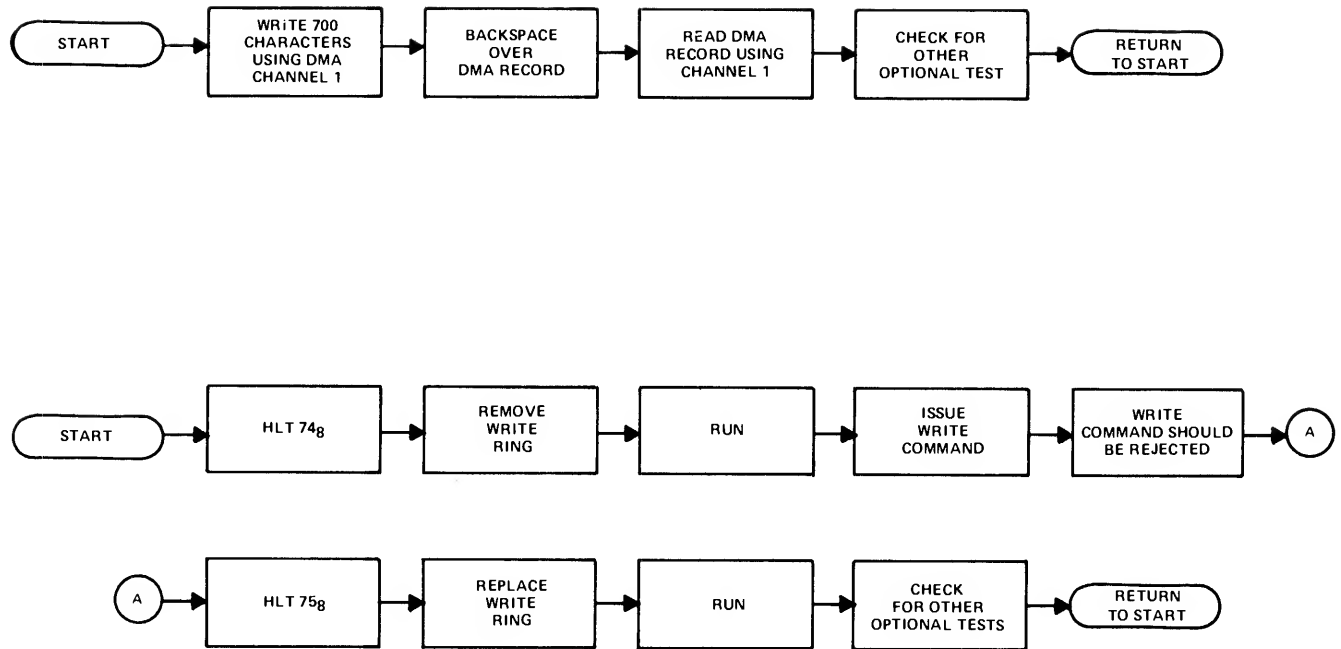 START
WRITE 700
CHARACTERS
USING DMA
CHANNEL 1
BACKSPACE
OVER
DMA RECORD
READ DMA
RECORD USING
CHANNEL 1
CHECK FOR
OTHER
OPTIONAL TEST
RETURN
TO START
START
HLT 74₈
REMOVE
WRITE
RING
RUN
ISSUE
WRITE
COMMAND
WRITE
COMMAND SHOULD
BE REJECTED
A
A
HLT 75₈
REPLACE
WRITE
RING
RUN
CHECK
FOR OTHER
OPTIONAL TESTS
RETURN
TO START